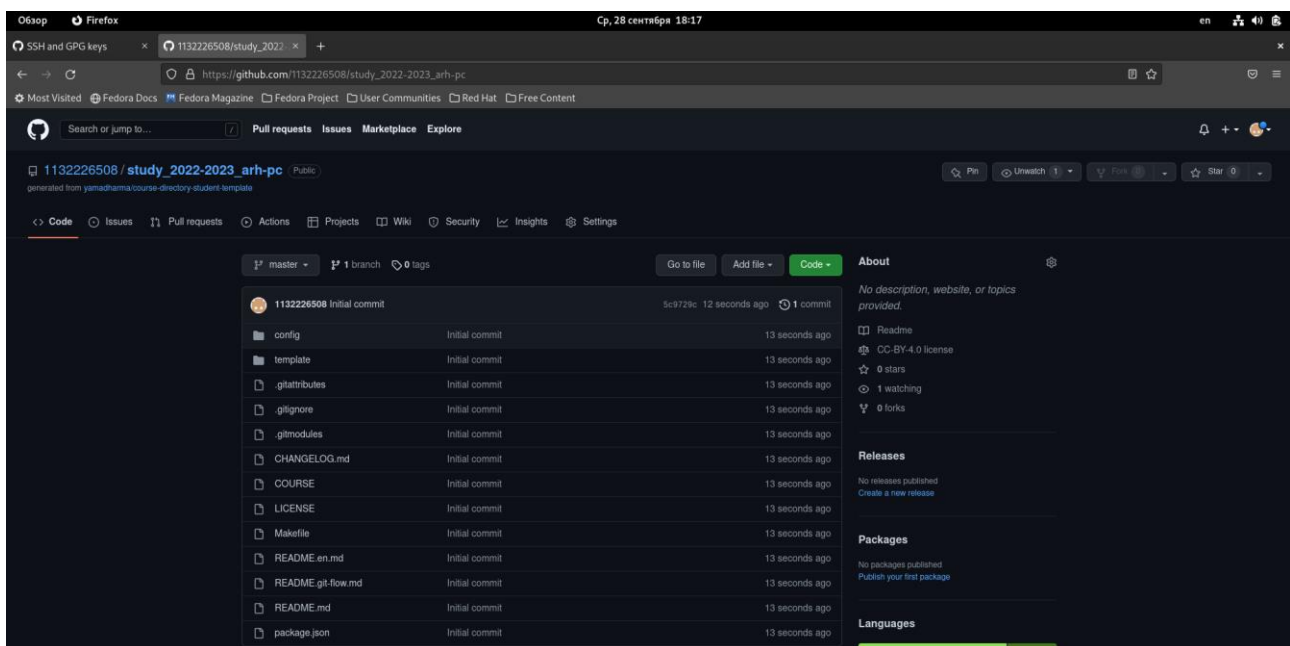 Обзор Firefox Ср, 28 сентября 18:17 en
SSH and GPG keys × 1132226508/study_2022- × + ×
https://github.com/1132226508/study_2022-2023_arh-pc
Most Visited Fedora Docs Fedora Magazine Fedora Project User Communities Red Hat Free Content
Search or jump to... / Pull requests Issues Marketplace Explore
1132226508 / study_2022-2023_arh-pc Public Pin Unwatch 1 Fork 0 Star 0
generated from yamadharma/course-directory-student-template
Code Issues Pull requests Actions Projects Wiki Security Insights Settings
master 1 branch 0 tags Go to file Add file Code
1132226508 Initial commit 5c9729c 12 seconds ago 1 commit
config Initial commit 13 seconds ago
template Initial commit 13 seconds ago
.gitattributes Initial commit 13 seconds ago
.gitignore Initial commit 13 seconds ago
.gitmodules Initial commit 13 seconds ago
CHANGELOG.md Initial commit 13 seconds ago
COURSE Initial commit 13 seconds ago
LICENSE Initial commit 13 seconds ago
Makefile Initial commit 13 seconds ago
README.en.md Initial commit 13 seconds ago
README.git-flow.md Initial commit 13 seconds ago
README.md Initial commit 13 seconds ago
package.json Initial commit 13 seconds ago
About
No description, website, or topics
provided.
Readme
CC-BY-4.0 license
0 stars
1 watching
0 forks
Releases
No releases published
Create a new release
Packages
No packages published
Publish your first package
Languages